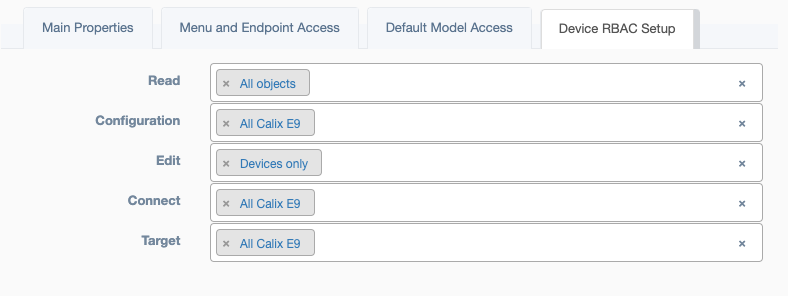 Main Properties
Menu and Endpoint Access
Default Model Access
Device RBAC Setup
Read
× All objects ×
Configuration
× All Calix E9 ×
Edit
× Devices only ×
Connect
× All Calix E9 ×
Target
× All Calix E9 ×